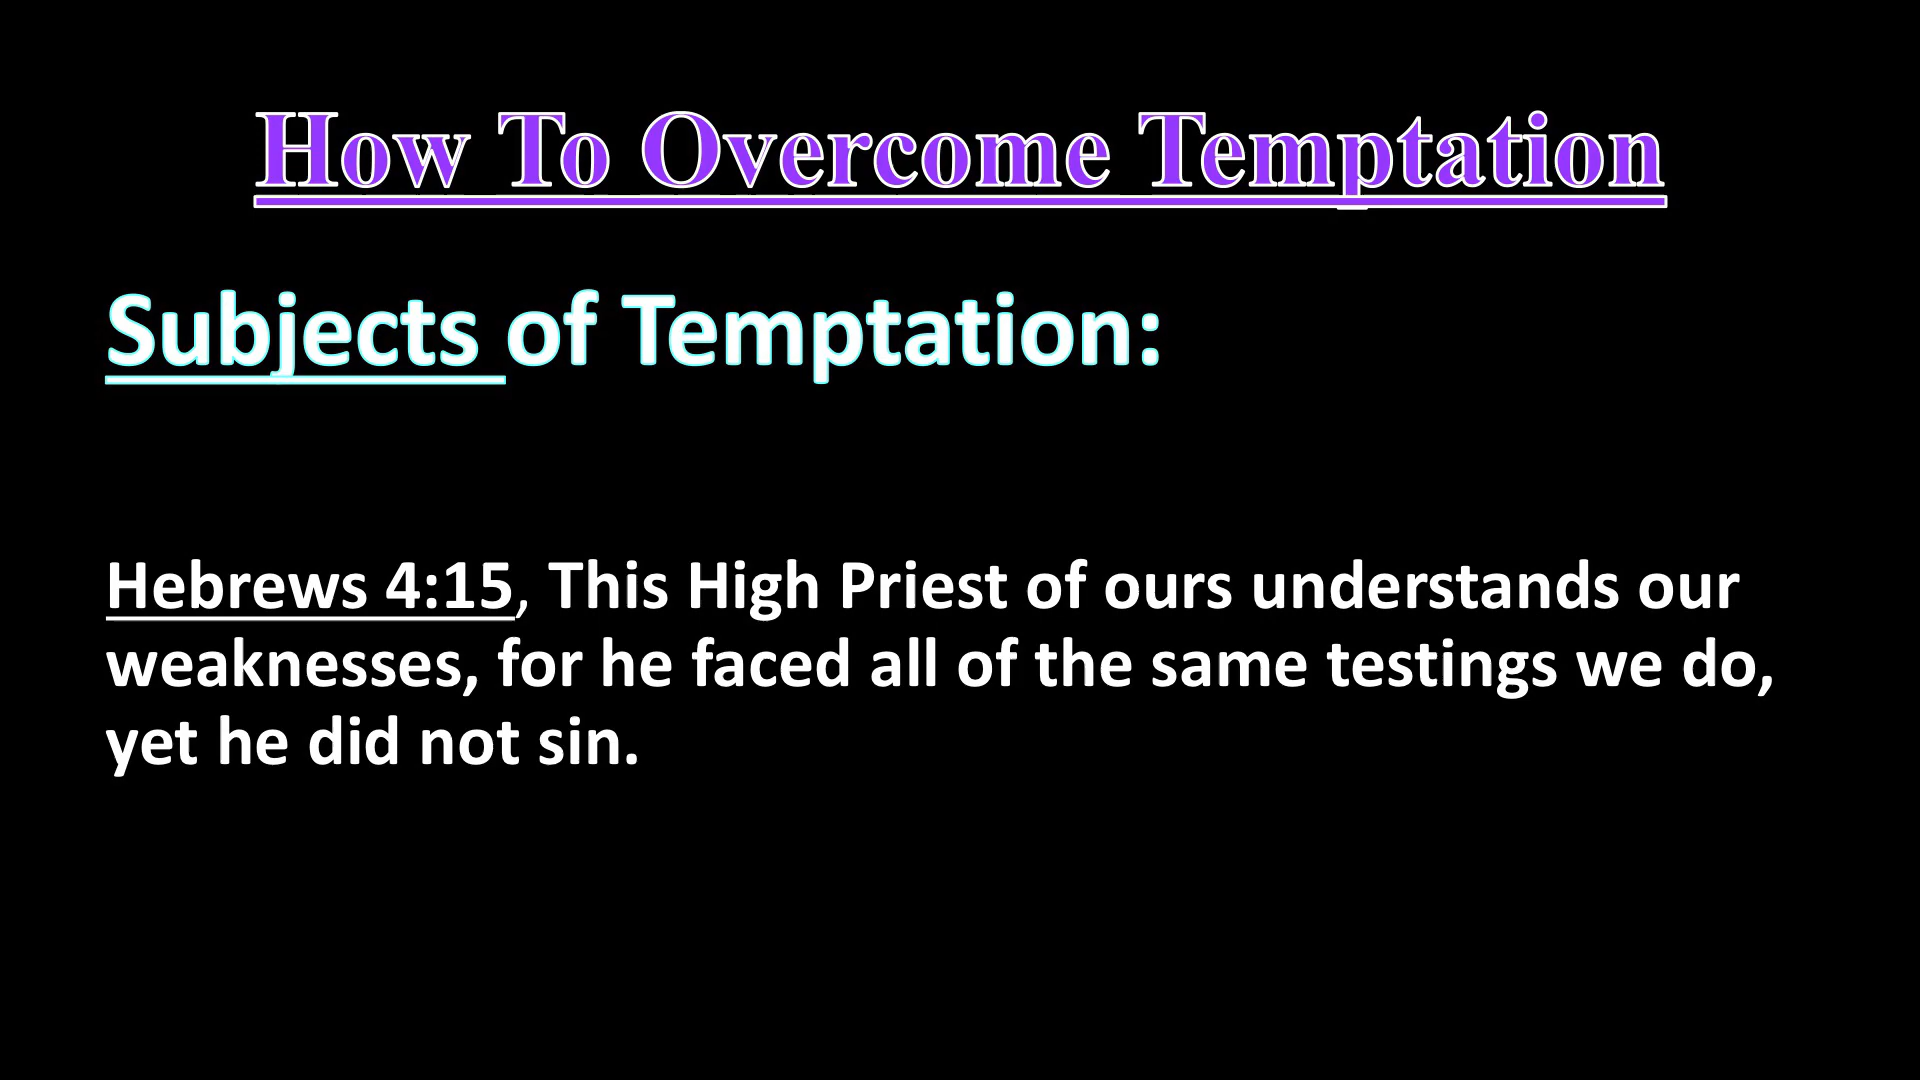 How To Overcome Temptation
Subjects of Temptation:
Hebrews 4:15, This High Priest of ours understands our
weaknesses, for he faced all of the same testings we do,
yet he did not sin.